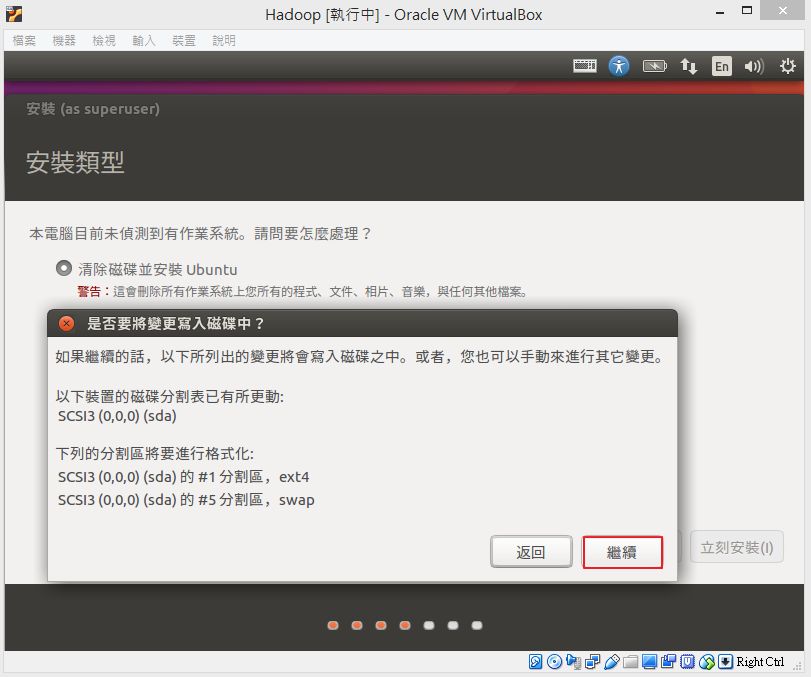 Hadoop [執行中] - Oracle VM VirtualBox
檔案 機器 檢視 輸入 裝置 說明
En
安裝 (as superuser)
安裝類型
本電腦目前未偵測到有作業系統。請問要怎麼處理？
清除磁碟並安裝 Ubuntu
警告：這會刪除所有作業系統上您所有的程式、文件、相片、音樂，與任何其他檔案。
是否要將變更寫入磁碟中？
如果繼續的話，以下所列出的變更將會寫入磁碟之中。或者，您也可以手動來進行其它變更。
以下裝置的磁碟分割表已有所更動:
SCSI3 (0,0,0) (sda)
下列的分割區將要進行格式化:
SCSI3 (0,0,0) (sda) 的 #1 分割區，ext4
SCSI3 (0,0,0) (sda) 的 #5 分割區，swap
返回 繼續 立刻安裝(I)
Right Ctrl